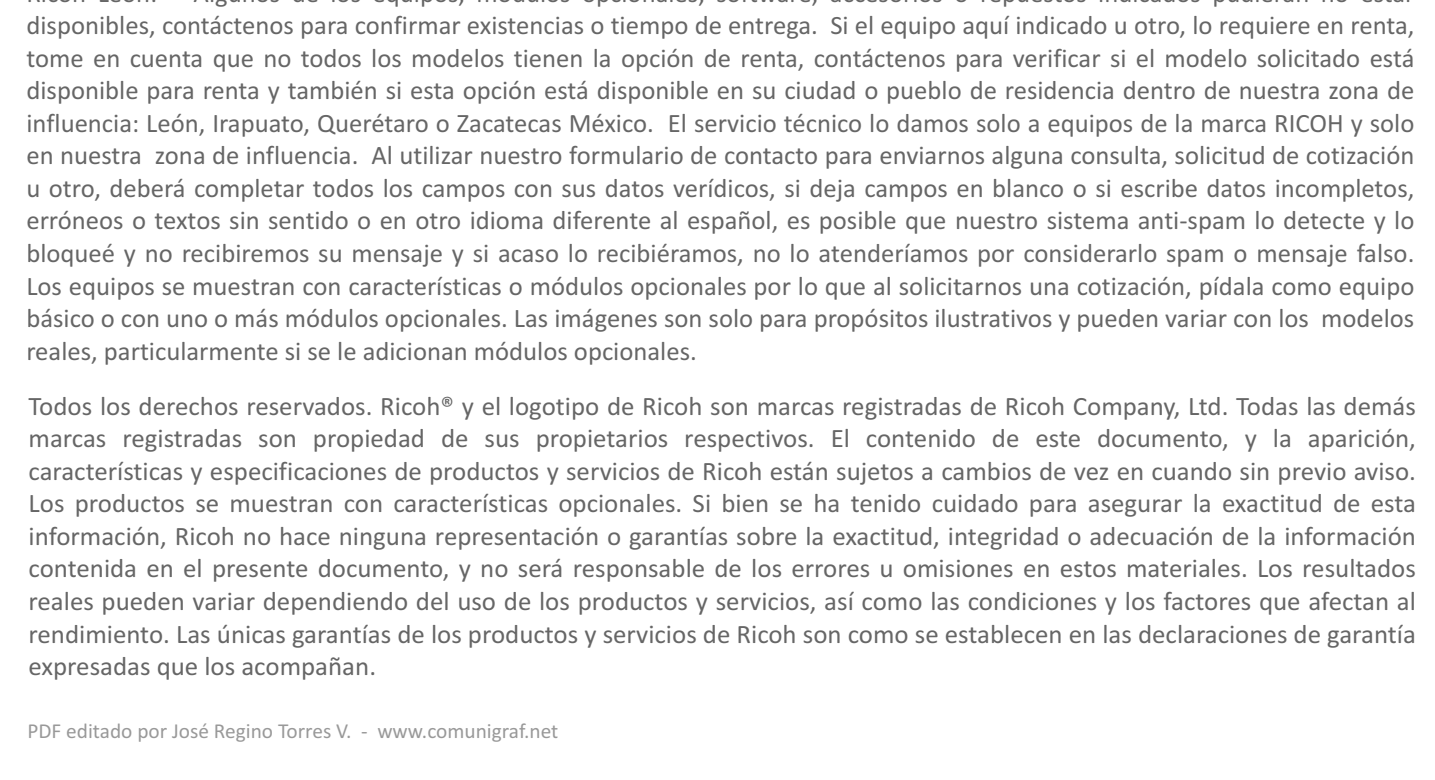 Ricoh León. Algunos de los equipos, módulos opcionales, software, accesorios o repuestos indicados pudieran no estar
disponibles, contáctenos para confirmar existencias o tiempo de entrega. Si el equipo aquí indicado u otro, lo requiere en renta,
tome en cuenta que no todos los modelos tienen la opción de renta, contáctenos para verificar si el modelo solicitado está
disponible para renta y también si esta opción está disponible en su ciudad o pueblo de residencia dentro de nuestra zona de
influencia: León, Irapuato, Querétaro o Zacatecas México. El servicio técnico lo damos solo a equipos de la marca RICOH y solo
en nuestra zona de influencia. Al utilizar nuestro formulario de contacto para enviarnos alguna consulta, solicitud de cotización
u otro, deberá completar todos los campos con sus datos verídicos, si deja campos en blanco o si escribe datos incompletos,
erróneos o textos sin sentido o en otro idioma diferente al español, es posible que nuestro sistema anti-spam lo detecte y lo
bloqueé y no recibiremos su mensaje y si acaso lo recibiéramos, no lo atenderíamos por considerarlo spam o mensaje falso.
Los equipos se muestran con características o módulos opcionales por lo que al solicitarnos una cotización, pídala como equipo
básico o con uno o más módulos opcionales. Las imágenes son solo para propósitos ilustrativos y pueden variar con los modelos
reales, particularmente si se le adicionan módulos opcionales.
Todos los derechos reservados. Ricoh® y el logotipo de Ricoh son marcas registradas de Ricoh Company, Ltd. Todas las demás
marcas registradas son propiedad de sus propietarios respectivos. El contenido de este documento, y la aparición,
características y especificaciones de productos y servicios de Ricoh están sujetos a cambios de vez en cuando sin previo aviso.
Los productos se muestran con características opcionales. Si bien se ha tenido cuidado para asegurar la exactitud de esta
información, Ricoh no hace ninguna representación o garantías sobre la exactitud, integridad o adecuación de la información
contenida en el presente documento, y no será responsable de los errores u omisiones en estos materiales. Los resultados
reales pueden variar dependiendo del uso de los productos y servicios, así como las condiciones y los factores que afectan al
rendimiento. Las únicas garantías de los productos y servicios de Ricoh son como se establecen en las declaraciones de garantía
expresadas que los acompañan.
PDF editado por José Regino Torres V. - www.comunigraf.net